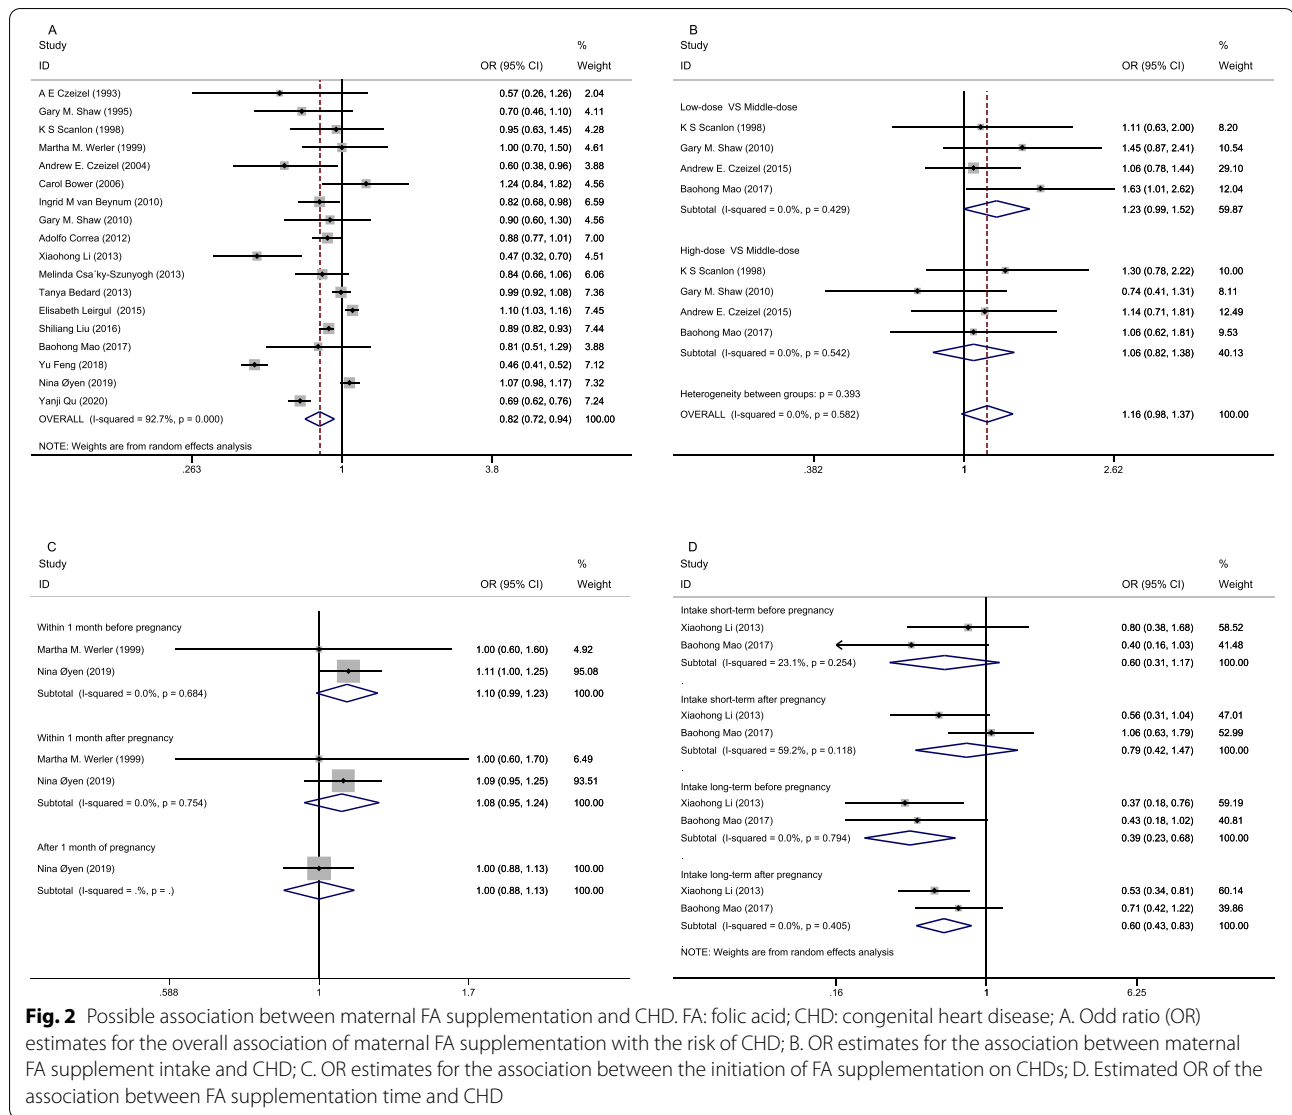 A
Study %
ID OR (95% CI) Weight
A E Czeizel (1993) 0.57 (0.26, 1.26) 2.04
Gary M. Shaw (1995) 0.70 (0.46, 1.10) 4.11
K S Scanlon (1998) 0.95 (0.63, 1.45) 4.28
Martha M. Werler (1999) 1.00 (0.70, 1.50) 4.61
Andrew E. Czeizel (2004) 0.60 (0.38, 0.96) 3.88
Carol Bower (2006) 1.24 (0.84, 1.82) 4.56
Ingrid M van Beynum (2010) 0.82 (0.68, 0.98) 6.59
Gary M. Shaw (2010) 0.90 (0.60, 1.30) 4.56
Adolfo Correa (2012) 0.88 (0.77, 1.01) 7.00
Xiaohong Li (2013) 0.47 (0.32, 0.70) 4.51
Melinda Csa´ky-Szunyogh (2013) 0.84 (0.66, 1.06) 6.06
Tanya Bedard (2013) 0.99 (0.92, 1.08) 7.36
Elisabeth Leirgul (2015) 1.10 (1.03, 1.16) 7.45
Shiliang Liu (2016) 0.89 (0.82, 0.93) 7.44
Baohong Mao (2017) 0.81 (0.51, 1.29) 3.88
Yu Feng (2018) 0.46 (0.41, 0.52) 7.12
Nina Øyen (2019) 1.07 (0.98, 1.17) 7.32
Yanji Qu (2020) 0.69 (0.62, 0.76) 7.24
OVERALL (I-squared = 92.7%, p = 0.000) 0.82 (0.72, 0.94) 100.00
NOTE: Weights are from random effects analysis
.263 1 3.8
B
Study %
ID OR (95% CI) Weight
Low-dose VS Middle-dose
K S Scanlon (1998) 1.11 (0.63, 2.00) 8.20
Gary M. Shaw (2010) 1.45 (0.87, 2.41) 10.54
Andrew E. Czeizel (2015) 1.06 (0.78, 1.44) 29.10
Baohong Mao (2017) 1.63 (1.01, 2.62) 12.04
Subtotal (I-squared = 0.0%, p = 0.429) 1.23 (0.99, 1.52) 59.87
High-dose VS Middle-dose
K S Scanlon (1998) 1.30 (0.78, 2.22) 10.00
Gary M. Shaw (2010) 0.74 (0.41, 1.31) 8.11
Andrew E. Czeizel (2015) 1.14 (0.71, 1.81) 12.49
Baohong Mao (2017) 1.06 (0.62, 1.81) 9.53
Subtotal (I-squared = 0.0%, p = 0.542) 1.06 (0.82, 1.38) 40.13
Heterogeneity between groups: p = 0.393
OVERALL (I-squared = 0.0%, p = 0.582) 1.16 (0.98, 1.37) 100.00
.382 1 2.62
C
Study %
ID OR (95% CI) Weight
Within 1 month before pregnancy
Martha M. Werler (1999) 1.00 (0.60, 1.60) 4.92
Nina Øyen (2019) 1.11 (1.00, 1.25) 95.08
Subtotal (I-squared = 0.0%, p = 0.684) 1.10 (0.99, 1.23) 100.00
Within 1 month after pregnancy
Martha M. Werler (1999) 1.00 (0.60, 1.70) 6.49
Nina Øyen (2019) 1.09 (0.95, 1.25) 93.51
Subtotal (I-squared = 0.0%, p = 0.754) 1.08 (0.95, 1.24) 100.00
After 1 month of pregnancy
Nina Øyen (2019) 1.00 (0.88, 1.13) 100.00
Subtotal (I-squared = .%, p = .) 1.00 (0.88, 1.13) 100.00
.588 1 1.7
D
Study %
ID OR (95% CI) Weight
Intake short-term before pregnancy
Xiaohong Li (2013) 0.80 (0.38, 1.68) 58.52
Baohong Mao (2017) 0.40 (0.16, 1.03) 41.48
Subtotal (I-squared = 23.1%, p = 0.254) 0.60 (0.31, 1.17) 100.00
.
Intake short-term after pregnancy
Xiaohong Li (2013) 0.56 (0.31, 1.04) 47.01
Baohong Mao (2017) 1.06 (0.63, 1.79) 52.99
Subtotal (I-squared = 59.2%, p = 0.118) 0.79 (0.42, 1.47) 100.00
.
Intake long-term before pregnancy
Xiaohong Li (2013) 0.37 (0.18, 0.76) 59.19
Baohong Mao (2017) 0.43 (0.18, 1.02) 40.81
Subtotal (I-squared = 0.0%, p = 0.794) 0.39 (0.23, 0.68) 100.00
.
Intake long-term after pregnancy
Xiaohong Li (2013) 0.53 (0.34, 0.81) 60.14
Baohong Mao (2017) 0.71 (0.42, 1.22) 39.86
Subtotal (I-squared = 0.0%, p = 0.405) 0.60 (0.43, 0.83) 100.00
.
NOTE: Weights are from random effects analysis
.16 1 6.25
Fig. 2 Possible association between maternal FA supplementation and CHD. FA: folic acid; CHD: congenital heart disease; A. Odd ratio (OR)
estimates for the overall association of maternal FA supplementation with the risk of CHD; B. OR estimates for the association between maternal
FA supplement intake and CHD; C. OR estimates for the association between the initiation of FA supplementation on CHDs; D. Estimated OR of the
association between FA supplementation time and CHD